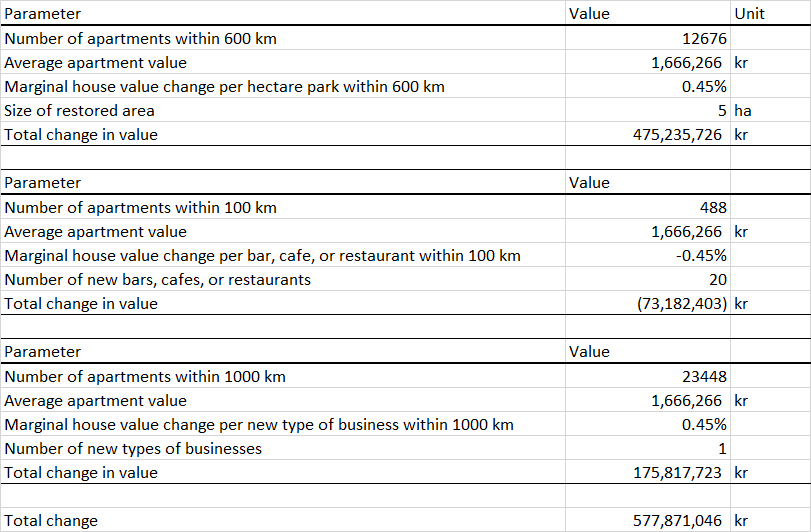 Parameter Value Unit
Number of apartments within 600 km 12676
Average apartment value 1,666,266 kr
Marginal house value change per hectare park within 600 km 0.45%
Size of restored area 5 ha
Total change in value 475,235,726 kr
Parameter Value
Number of apartments within 100 km 488
Average apartment value 1,666,266 kr
Marginal house value change per bar, cafe, or restaurant within 100 km -0.45%
Number of new bars, cafes, or restaurants 20
Total change in value (73,182,403) kr
Parameter Value
Number of apartments within 1000 km 23448
Average apartment value 1,666,266 kr
Marginal house value change per new type of business within 1000 km 0.45%
Number of new types of businesses 1
Total change in value 175,817,723 kr
Total change 577,871,046 kr